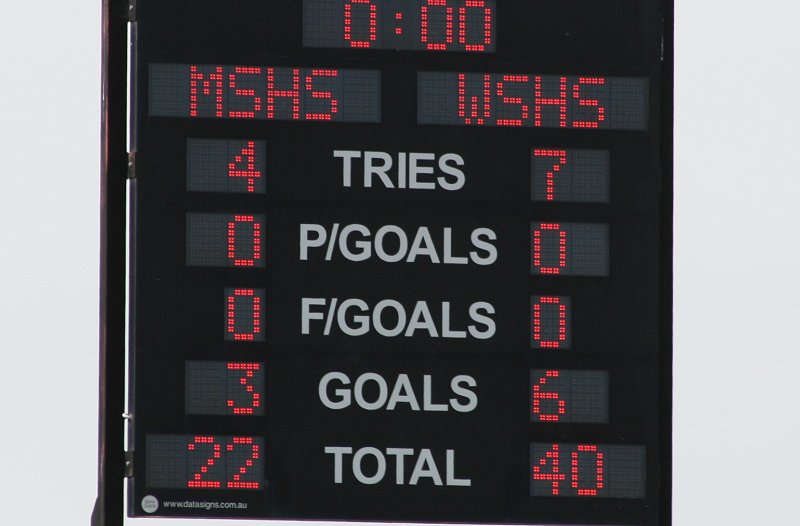 0:00
MSHS WSHS
4 TRIES 7
0 P/GOALS 0
0 F/GOALS 0
3 GOALS 6
22 TOTAL 40
www.datasigns.com.au